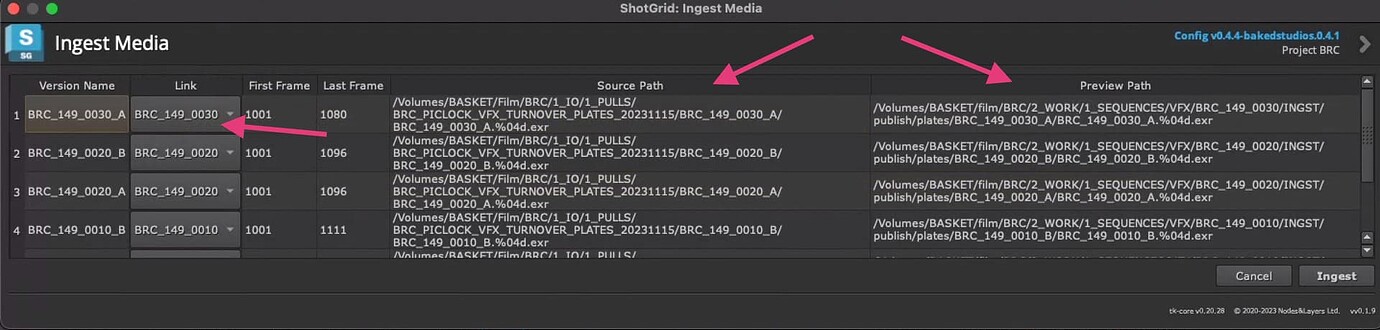 ShotGrid: Ingest Media
S
SG
Ingest Media
Config v0.4.4-bakedstudios.0.4.1
Project BRC
Version Name Link First Frame Last Frame Source Path Preview Path
1 BRC_149_0030_A BRC_149_0030 1001 1080
/Volumes/BASKET/Film/BRC/1_IO/1_PULLS/
BRC_PICLOCK_VFX_TURNOVER_PLATES_20231115/BRC_149_0030_A/
BRC_149_0030_A.%04d.exr
/Volumes/BASKET/film/BRC/2_WORK/1_SEQUENCES/VFX/BRC_149_0030/INGST/
publish/plates/BRC_149_0030_A/BRC_149_0030_A.%04d.exr
2 BRC_149_0020_B BRC_149_0020 1001 1096
/Volumes/BASKET/Film/BRC/1_IO/1_PULLS/
BRC_PICLOCK_VFX_TURNOVER_PLATES_20231115/BRC_149_0020_B/
BRC_149_0020_B.%04d.exr
/Volumes/BASKET/film/BRC/2_WORK/1_SEQUENCES/VFX/BRC_149_0020/INGST/
publish/plates/BRC_149_0020_B/BRC_149_0020_B.%04d.exr
3 BRC_149_0020_A BRC_149_0020 1001 1096
/Volumes/BASKET/Film/BRC/1_IO/1_PULLS/
BRC_PICLOCK_VFX_TURNOVER_PLATES_20231115/BRC_149_0020_A/
BRC_149_0020_A.%04d.exr
/Volumes/BASKET/film/BRC/2_WORK/1_SEQUENCES/VFX/BRC_149_0020/INGST/
publish/plates/BRC_149_0020_A/BRC_149_0020_A.%04d.exr
4 BRC_149_0010_B BRC_149_0010 1001 1111
/Volumes/BASKET/Film/BRC/1_IO/1_PULLS/
BRC_PICLOCK_VFX_TURNOVER_PLATES_20231115/BRC_149_0010_B/
BRC_149_0010_B.%04d.exr
/Volumes/BASKET/film/BRC/2_WORK/1_SEQUENCES/VFX/BRC_149_0010/INGST/
publish/plates/BRC_149_0010_B/BRC_149_0010_B.%04d.exr
/Volumes/BASKET/Film/BRC/1_IO/1_PULLS/
Cancel Ingest
tk-core v0.20.28 © 2020-2023 Nodes&Layers Ltd. vv0.1.9